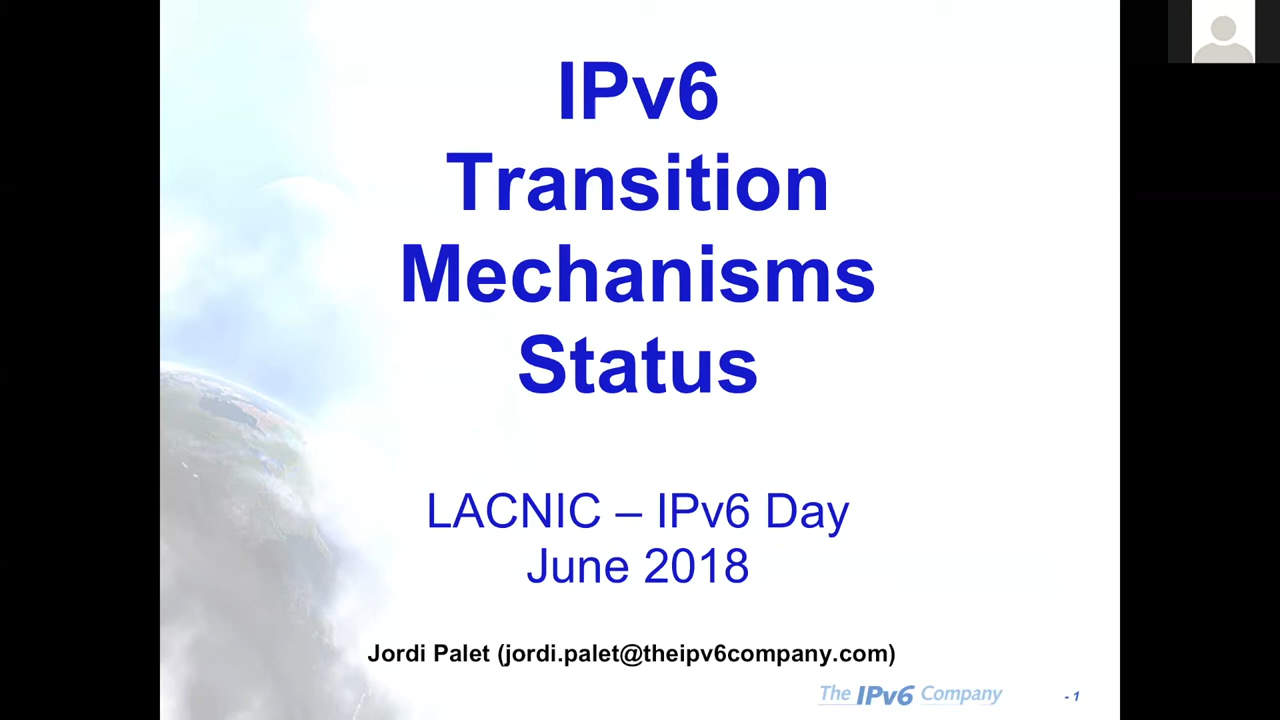 IPv6
Transition
Mechanisms
Status
LACNIC – IPv6 Day
June 2018
Jordi Palet (jordi.palet@theipv6company.com)
The IPv6 Company
- 1